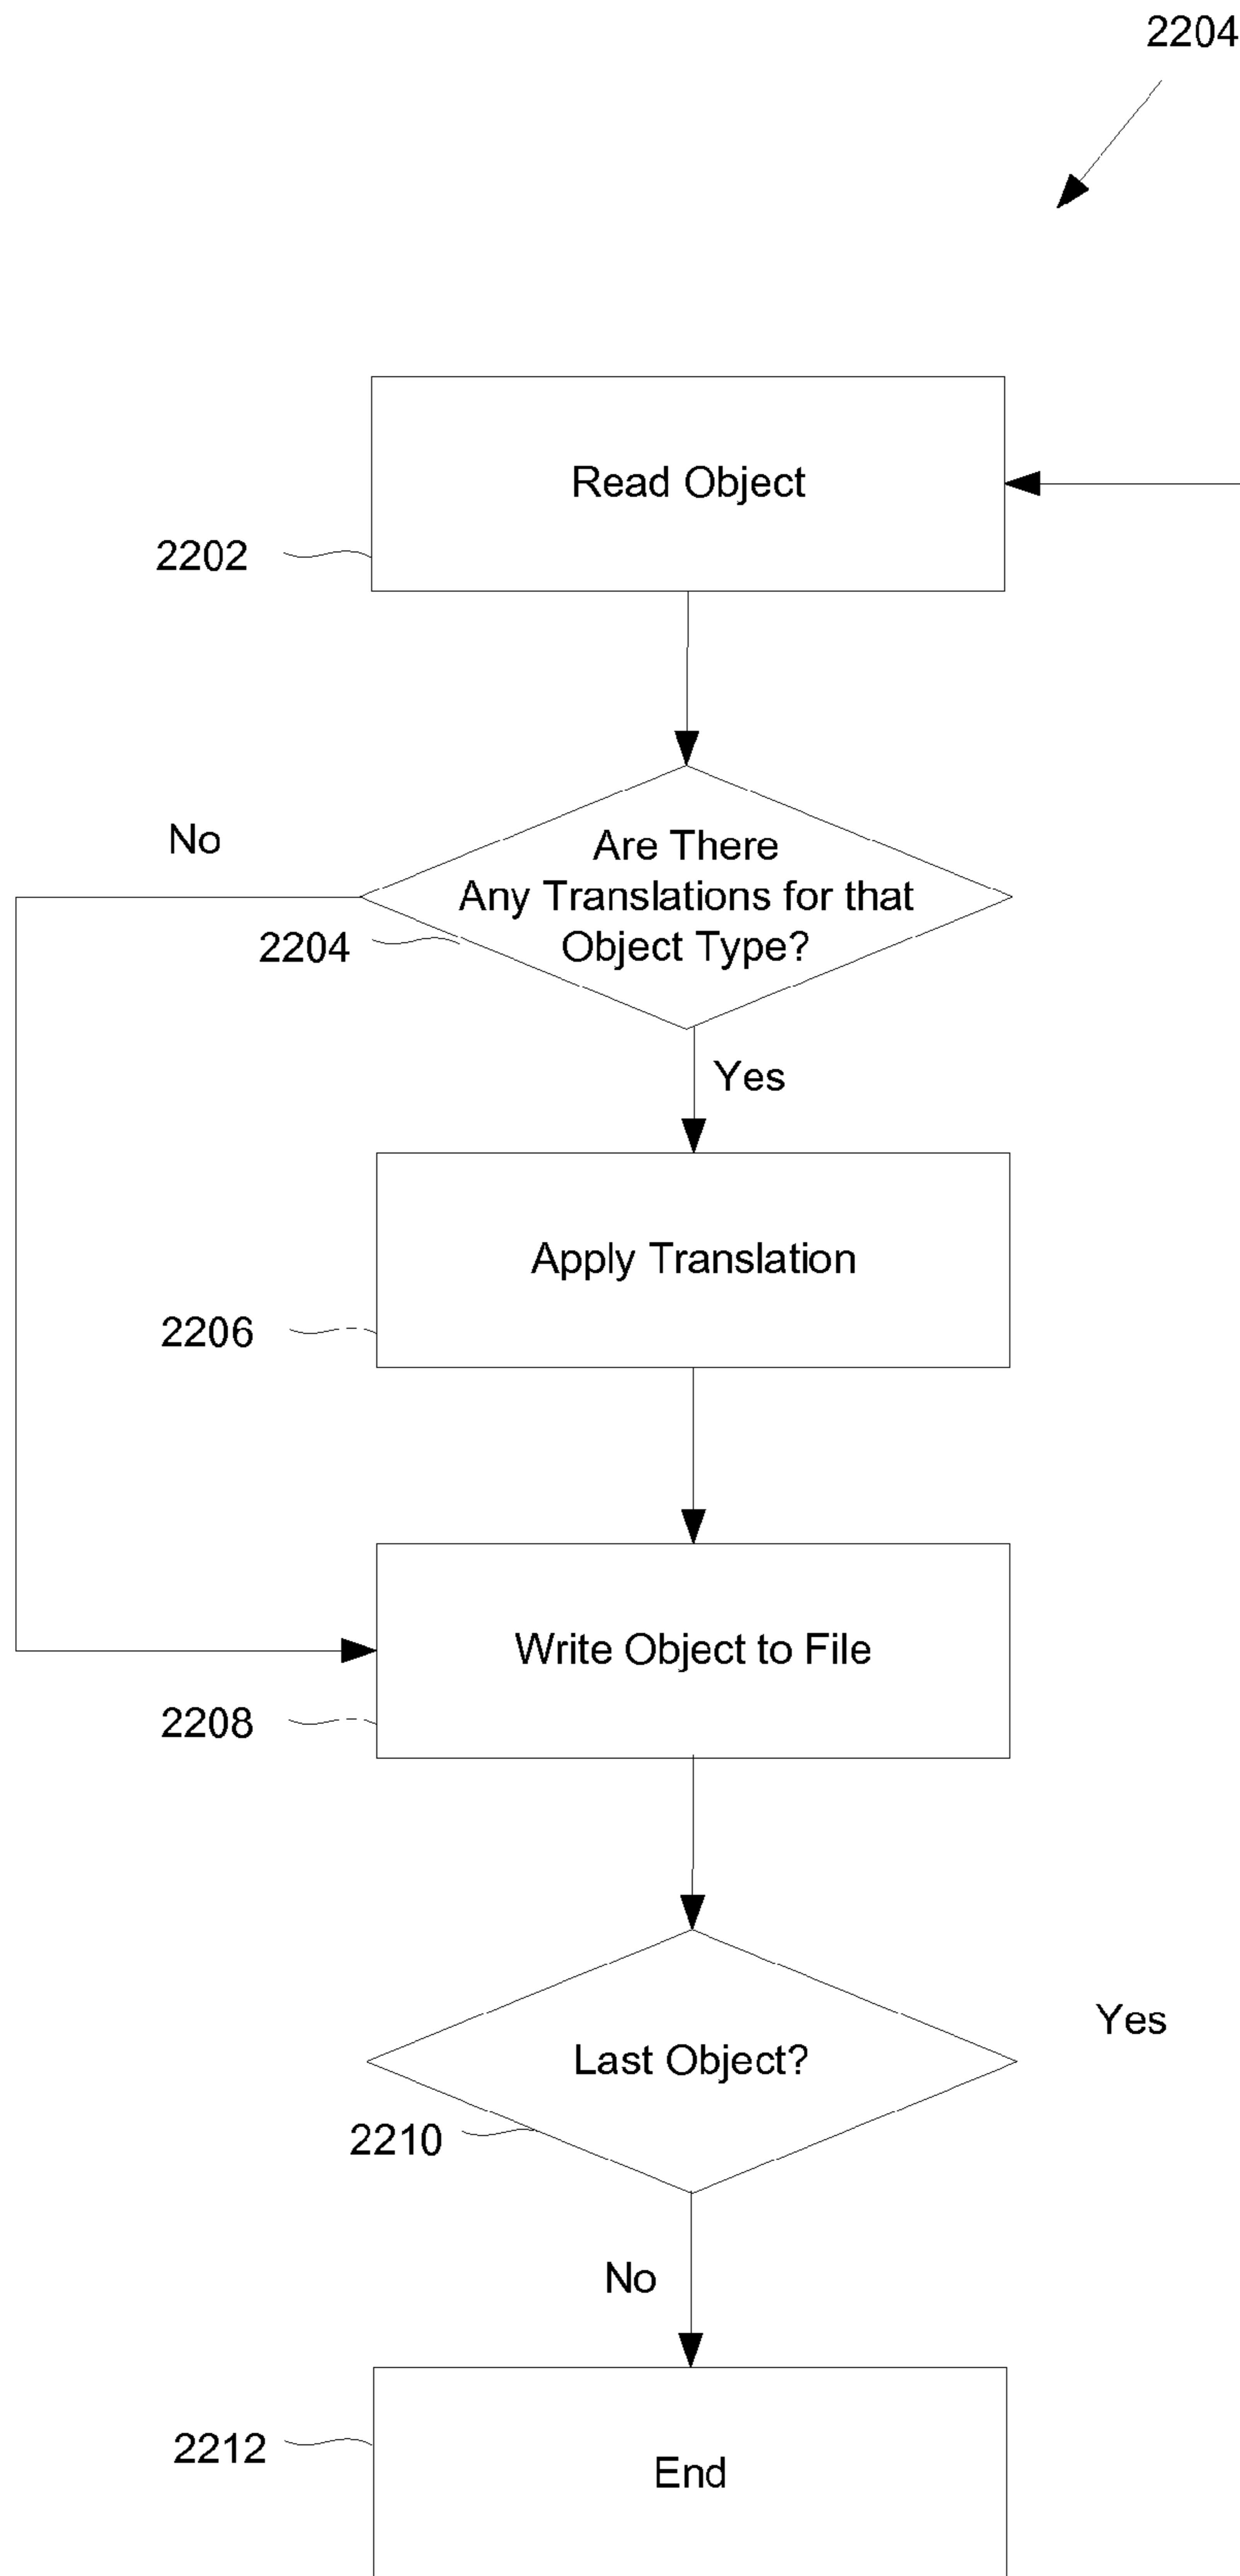 2204
Read Object
2202
No
Are There
Any Translations for that
Object Type?
2204
Yes
Apply Translation
2206
Write Object to File
2208
Yes
Last Object?
2210
No
2212
End